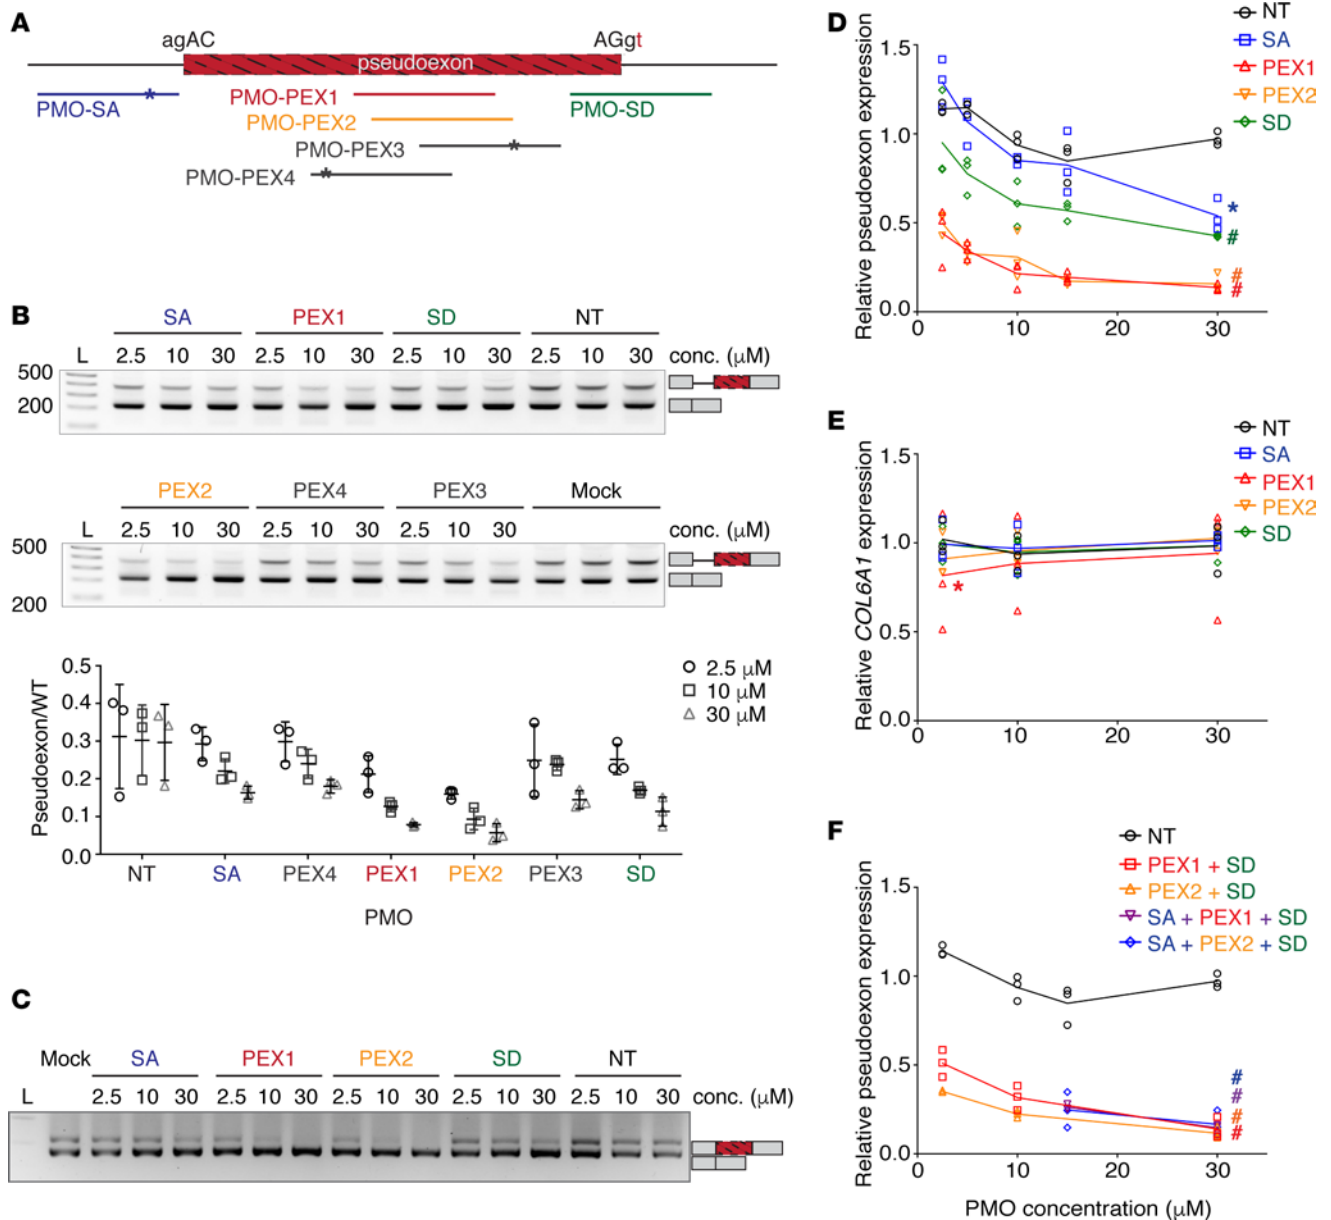 A
agAC
AGgt
pseudoexon
PMO-SA
*
PMO-PEX1
PMO-SD
PMO-PEX2
PMO-PEX3
*
PMO-PEX4
*
B
SA PEX1 SD NT
L 2.5 10 30 2.5 10 30 2.5 10 30 2.5 10 30 conc. (μM)
500
200
PEX2 PEX4 PEX3 Mock
L 2.5 10 30 2.5 10 30 2.5 10 30 conc. (μM)
500
200
Pseudoexon/WT
0.5
0.4
0.3
0.2
0.1
0.0
2.5 μM
10 μM
30 μM
NT SA PEX4 PEX1 PEX2 PEX3 SD
PMO
C
Mock SA PEX1 PEX2 SD NT
L 2.5 10 30 2.5 10 30 2.5 10 30 2.5 10 30 2.5 10 30 conc. (μM)
D
Relative pseudoexon expression
1.5
1.0
0.5
0.0
0 10 20 30
NT
SA
PEX1
PEX2
SD
*
#
#
#
E
Relative COL6A1 expression
1.5
1.0
0.5
0.0
0 10 20 30
NT
SA
PEX1
PEX2
SD
*
F
Relative pseudoexon expression
1.5
1.0
0.5
0.0
0 10 20 30
NT
PEX1 + SD
PEX2 + SD
SA + PEX1 + SD
SA + PEX2 + SD
#
#
#
#
PMO concentration (μM)